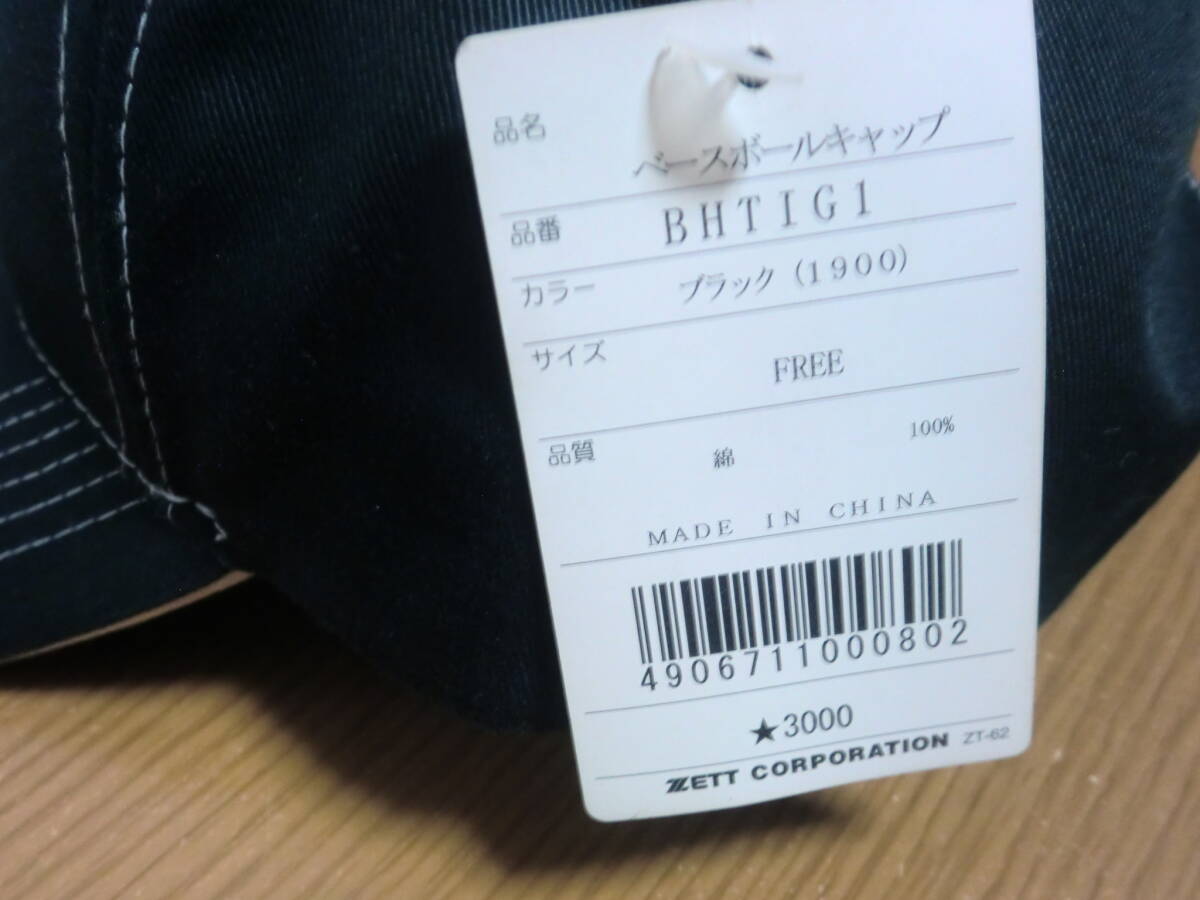 品名 ベースボールキャップ
品番 BHTIG1
カラー ブラック(1900)
サイズ FREE
品質 綿 100%
MADE IN CHINA
4906711000802
★3000
ZETT CORPORATION ZT-62